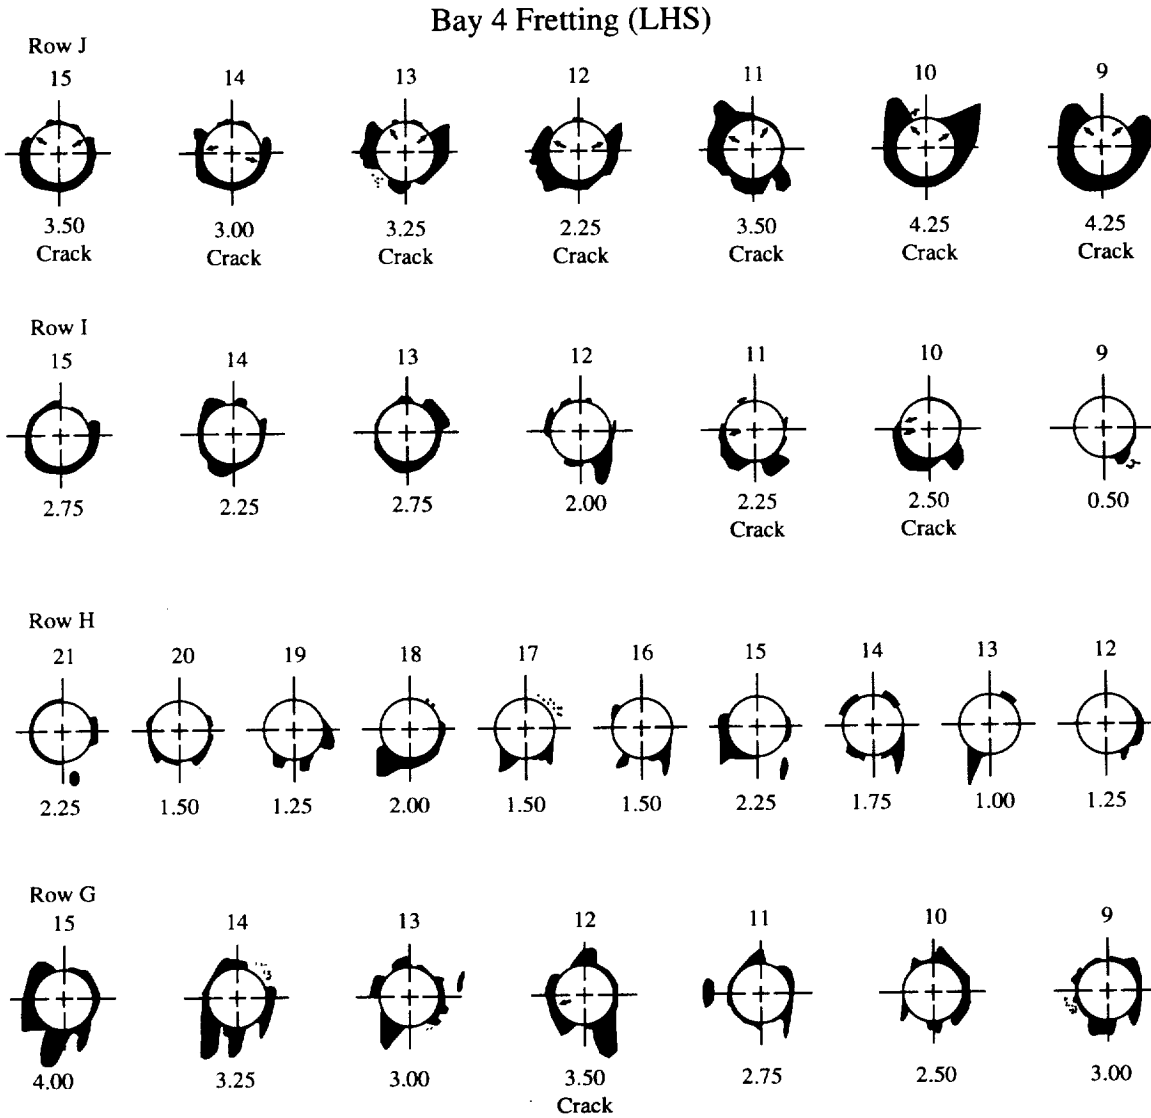 Bay 4 Fretting (LHS)
Row J
15 14 13 12 11 10 9
3.50 3.00 3.25 2.25 3.50 4.25 4.25
Crack Crack Crack Crack Crack Crack Crack
Row I
15 14 13 12 11 10 9
2.75 2.25 2.75 2.00 2.25 2.50 0.50
Crack Crack
Row H
21 20 19 18 17 16 15 14 13 12
2.25 1.50 1.25 2.00 1.50 1.50 2.25 1.75 1.00 1.25
Row G
15 14 13 12 11 10 9
4.00 3.25 3.00 3.50 2.75 2.50 3.00
Crack